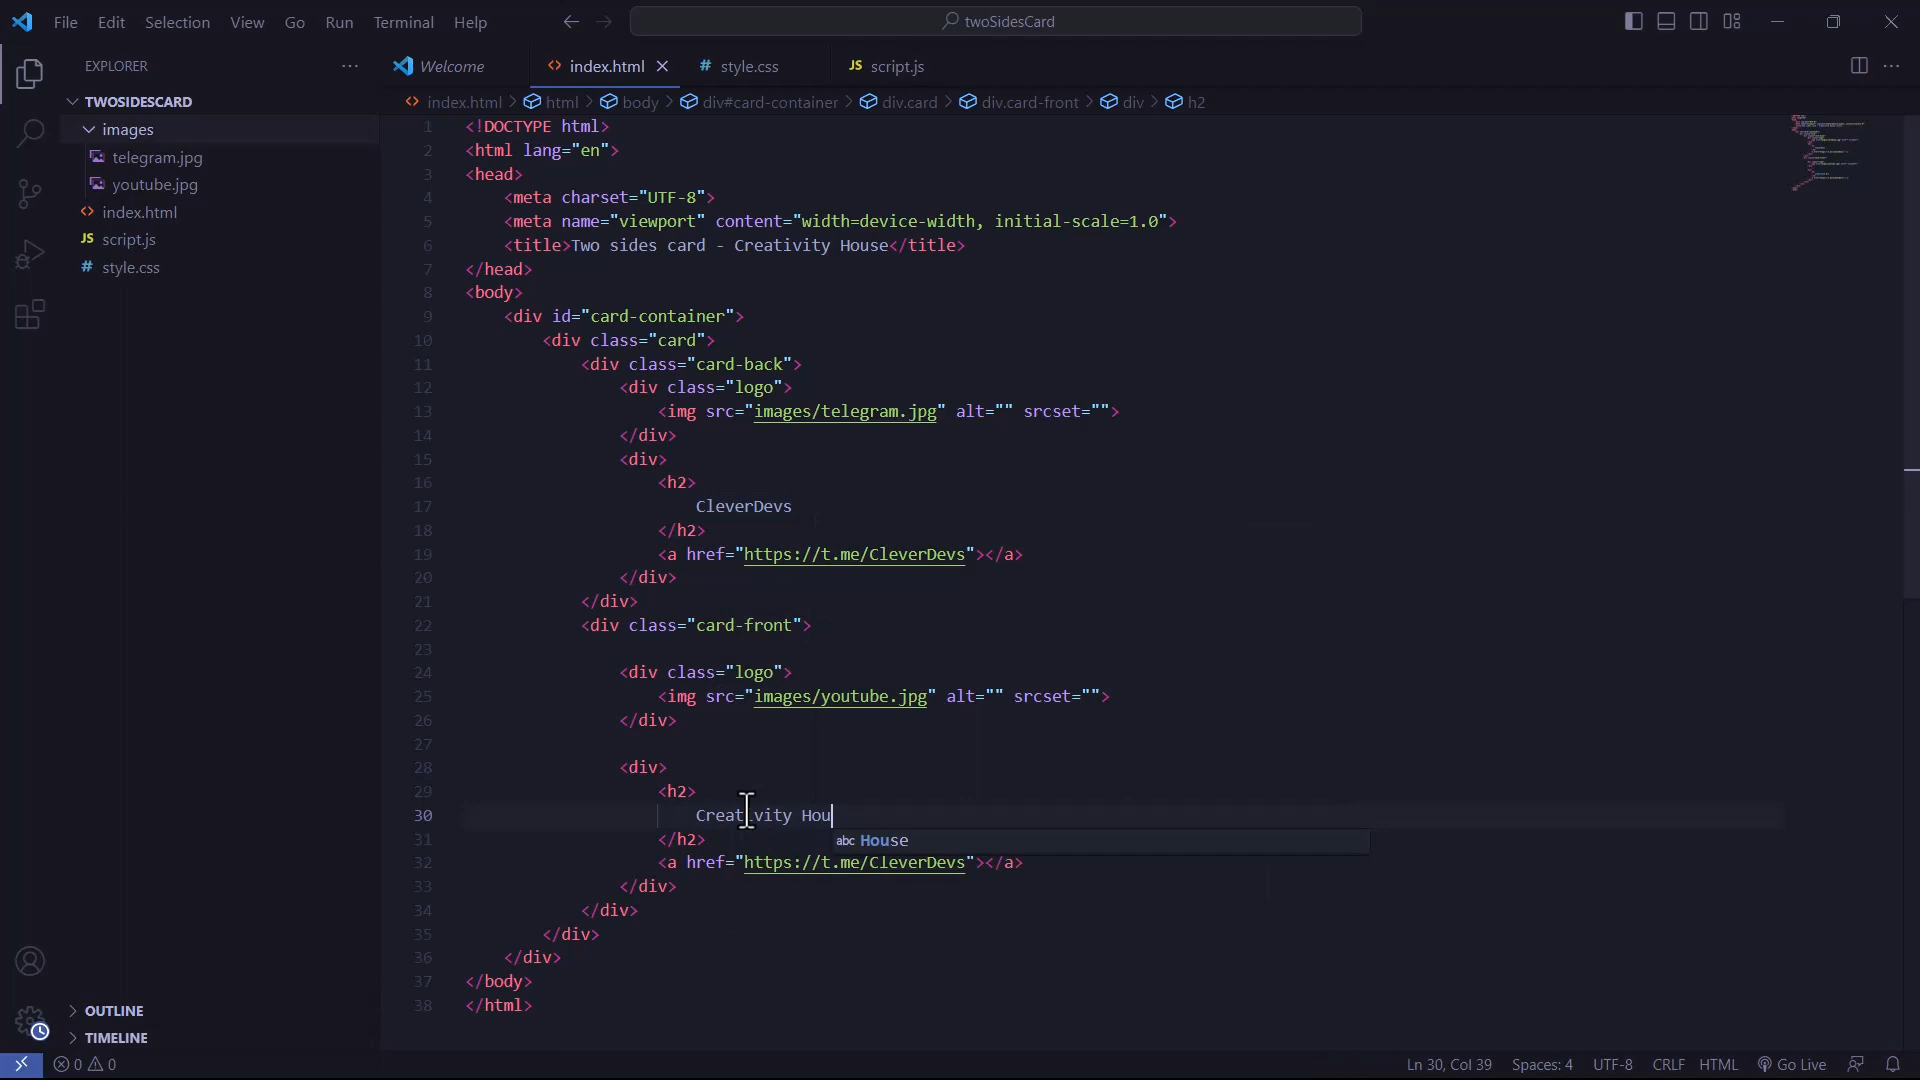 File Edit Selection View Go Run Terminal Help
twoSidesCard
EXPLORER
TWOSIDESCARD
images
telegram.jpg
youtube.jpg
index.html
JS script.js
# style.css
OUTLINE
TIMELINE
Welcome
<> index.html
# style.css
JS script.js
<> index.html > html > body > div#card-container > div.card > div.card-front > div > h2
1 <!DOCTYPE html>
2 <html lang="en">
3 <head>
4 <meta charset="UTF-8">
5 <meta name="viewport" content="width=device-width, initial-scale=1.0">
6 <title>Two sides card - Creativity House</title>
7 </head>
8 <body>
9 <div id="card-container">
10 <div class="card">
11 <div class="card-back">
12 <div class="logo">
13 <img src="images/telegram.jpg" alt="" srcset="">
14 </div>
15 <div>
16 <h2>
17 CleverDevs
18 </h2>
19 <a href="https://t.me/CleverDevs"></a>
20 </div>
21 </div>
22 <div class="card-front">
23
24 <div class="logo">
25 <img src="images/youtube.jpg" alt="" srcset="">
26 </div>
27
28 <div>
29 <h2>
30 Creativity Hou
abc House
31 </h2>
32 <a href="https://t.me/CleverDevs"></a>
33 </div>
34 </div>
35 </div>
36 </div>
37 </body>
38 </html>
0 0
Ln 30, Col 39 Spaces: 4 UTF-8 CRLF HTML Go Live